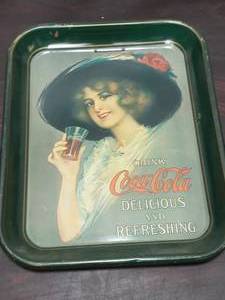 DRINK
Coca-Cola
DELICIOUS
AND
REFRESHING